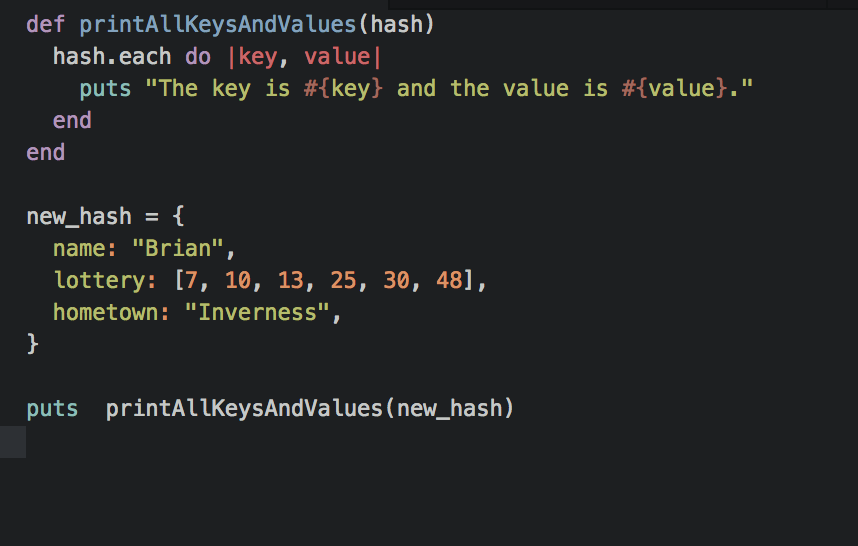 def printAllKeysAndValues(hash)
  hash.each do |key, value|
    puts "The key is #{key} and the value is #{value}."
  end
end

new_hash = {
  name: "Brian",
  lottery: [7, 10, 13, 25, 30, 48],
  hometown: "Inverness",
}

puts  printAllKeysAndValues(new_hash)